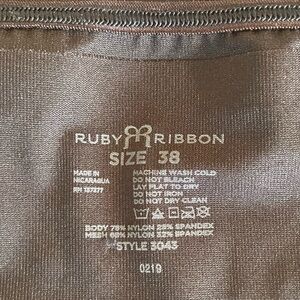 RUBY RIBBON
SIZE 38
MADE IN
NICARAGUA
RN 137277
MACHINE WASH COLD
DO NOT BLEACH
LAY FLAT TO DRY
DO NOT IRON
DO NOT DRY CLEAN
BODY 75% NYLON 25% SPANDEX
MESH 68% NYLON 32% SPANDEX
STYLE 3043
0219